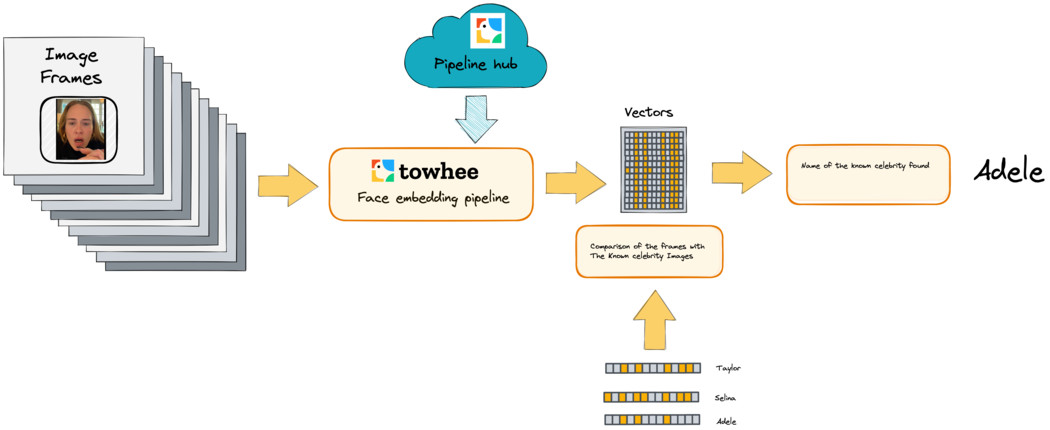 Image
Frames
Pipeline hub
towhee
Face embedding pipeline
Vectors
Comparison of the frames with
The Known celebrity Images
Name of the known celebrity found
Adele
Taylor
Selina
Adele